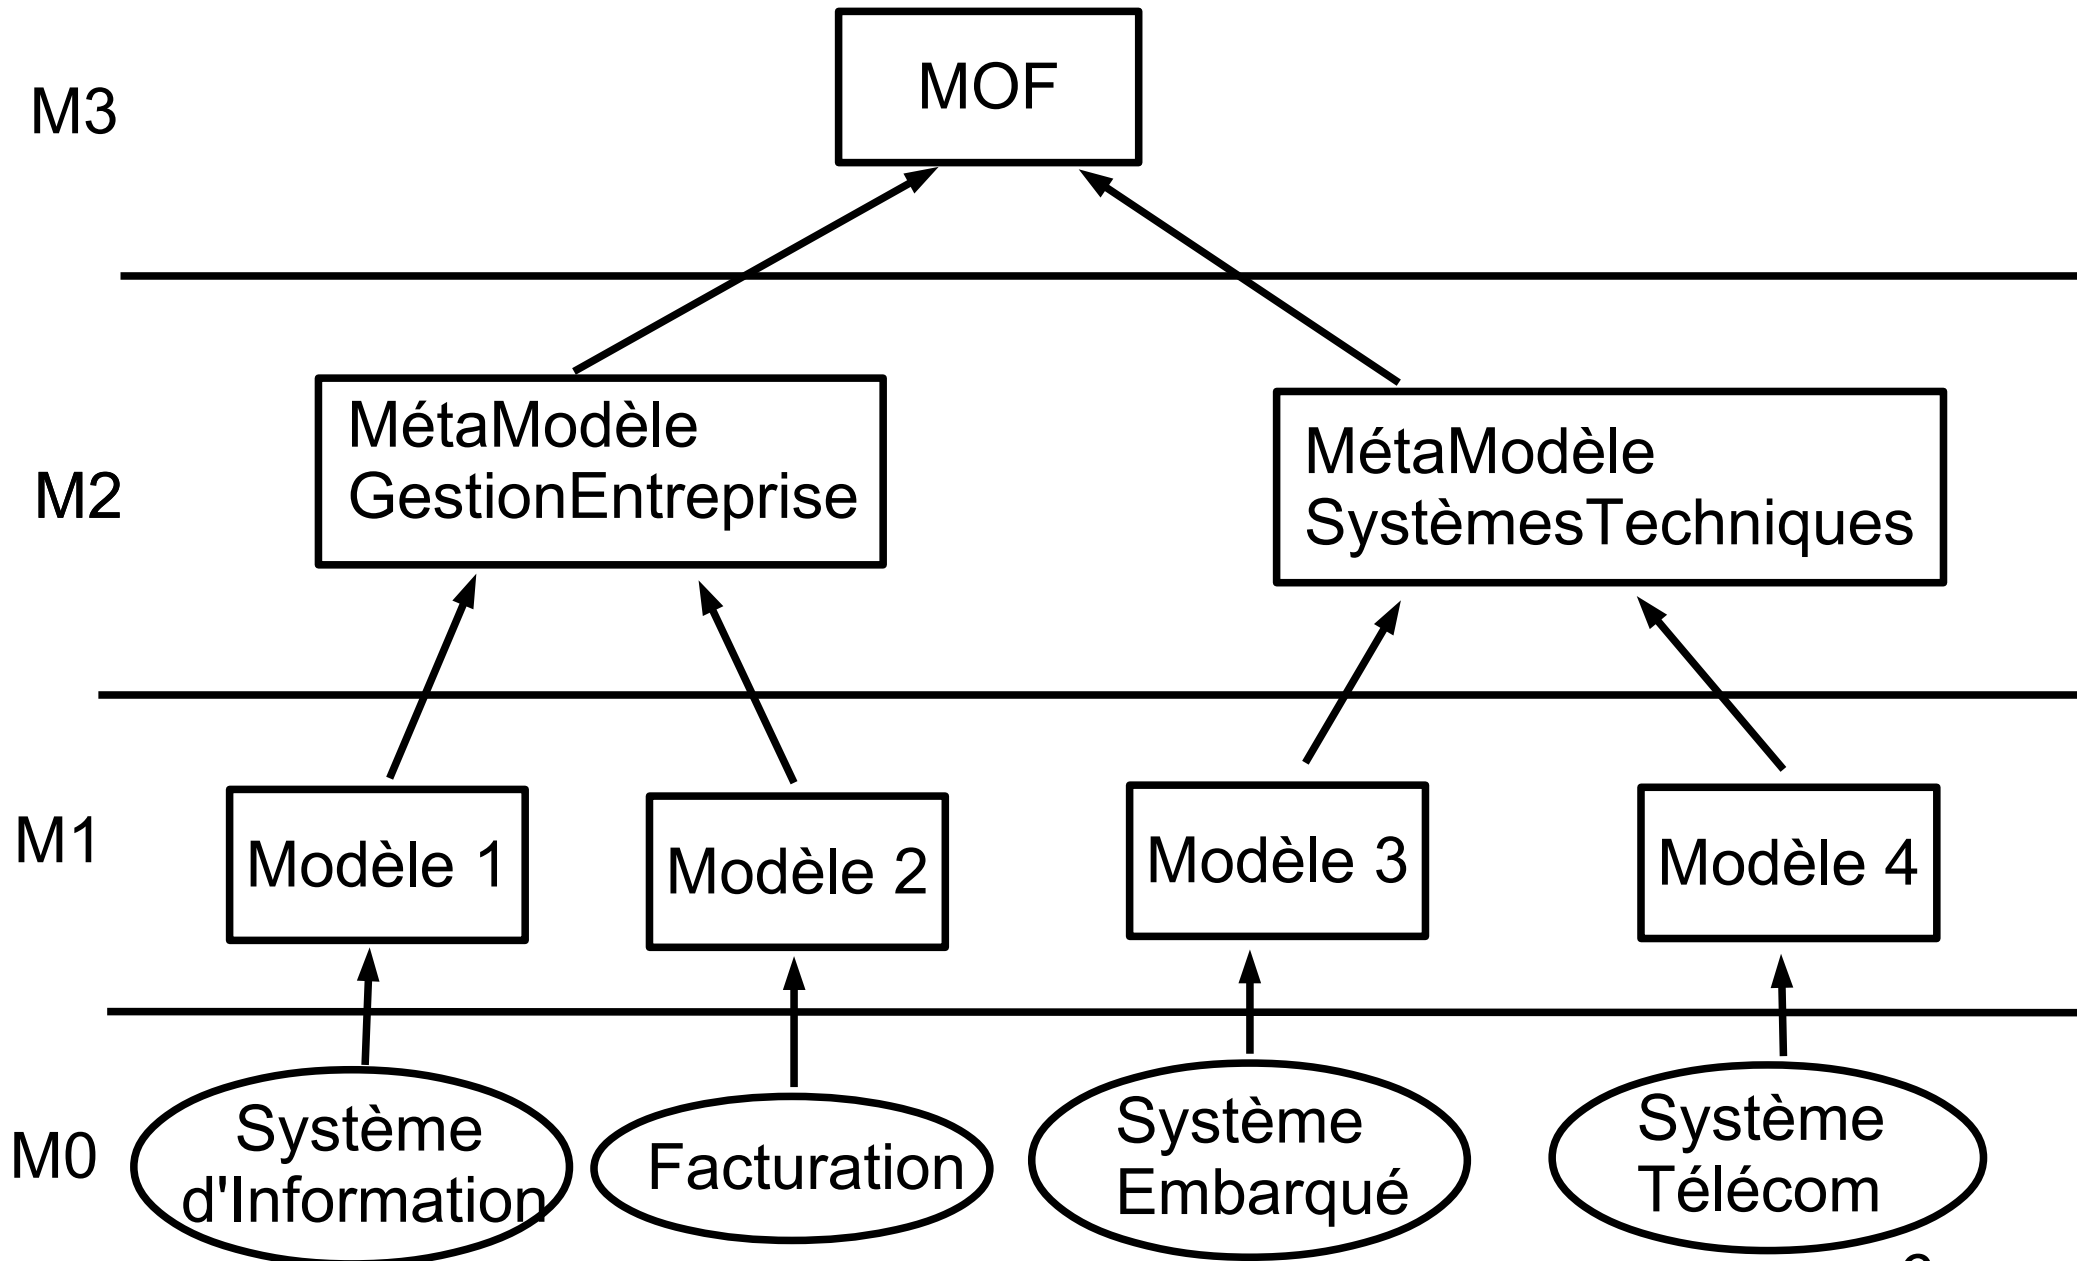 MOF
M3
MétaModèle
GestionEntreprise
MétaModèle
SystèmesTechniques
M2
M1
Modèle 1
Modèle 2
Modèle 3
Modèle 4
M0
Système
d'Information
Facturation
Système
Embarqué
Système
Télécom